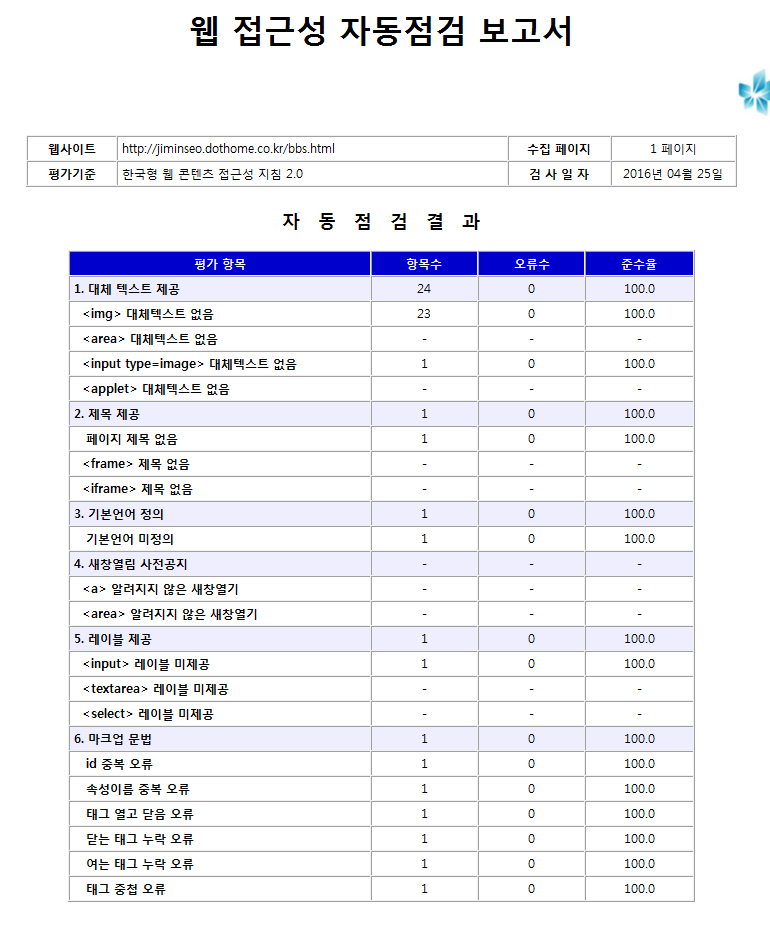 웹 접근성 자동점검 보고서
웹사이트 http://jiminseo.dothome.co.kr/bbs.html 수집 페이지 1 페이지
평가기준 한국형 웹 콘텐츠 접근성 지침 2.0 검 사 일 자 2016년 04월 25일
자 동 점 검 결 과
평가 항목 항목수 오류수 준수율
1. 대체 텍스트 제공 24 0 100.0
<img> 대체텍스트 없음 23 0 100.0
<area> 대체텍스트 없음 - - -
<input type=image> 대체텍스트 없음 1 0 100.0
<applet> 대체텍스트 없음 - - -
2. 제목 제공 1 0 100.0
페이지 제목 없음 1 0 100.0
<frame> 제목 없음 - - -
<iframe> 제목 없음 - - -
3. 기본언어 정의 1 0 100.0
기본언어 미정의 1 0 100.0
4. 새창열림 사전공지 - - -
<a> 알려지지 않은 새창열기 - - -
<area> 알려지지 않은 새창열기 - - -
5. 레이블 제공 1 0 100.0
<input> 레이블 미제공 1 0 100.0
<textarea> 레이블 미제공 - - -
<select> 레이블 미제공 - - -
6. 마크업 문법 1 0 100.0
id 중복 오류 1 0 100.0
속성이름 중복 오류 1 0 100.0
태그 열고 닫음 오류 1 0 100.0
닫는 태그 누락 오류 1 0 100.0
여는 태그 누락 오류 1 0 100.0
태그 중첩 오류 1 0 100.0